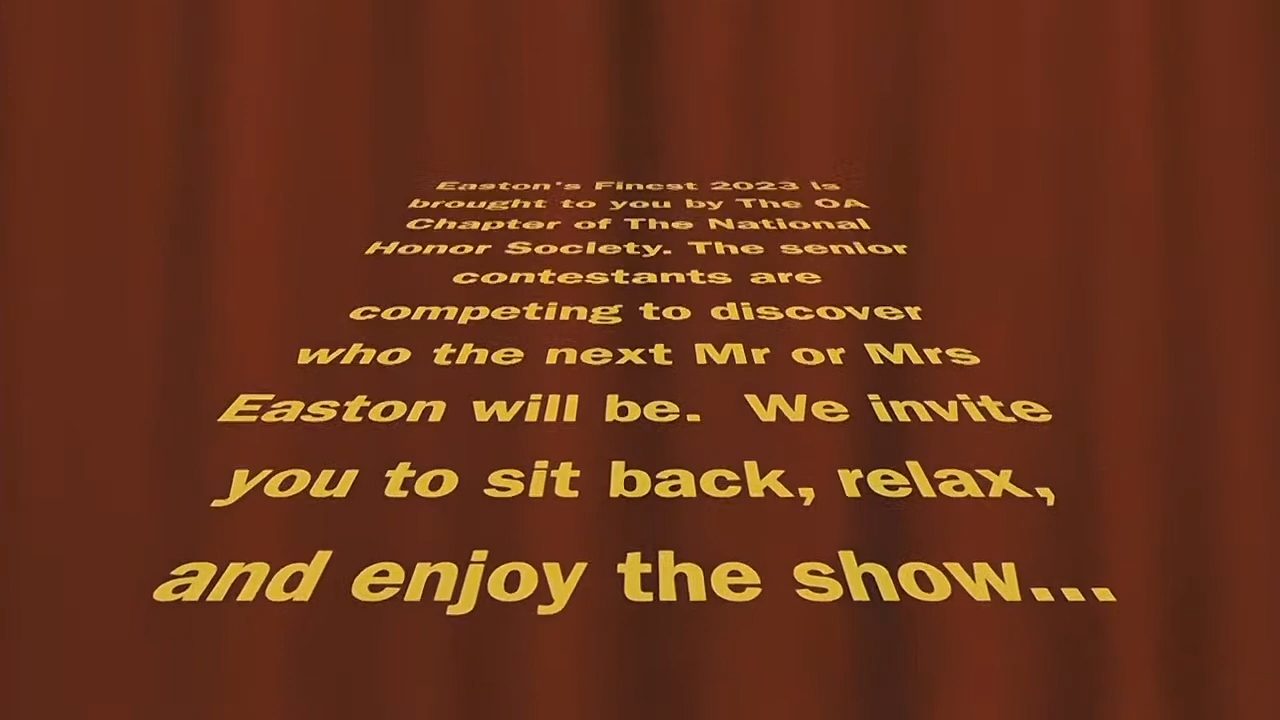 Easton's Finest 2023 is
brought to you by The OA
Chapter of The National
Honor Society. The senior
contestants are
competing to discover
who the next Mr or Mrs
Easton will be.  We invite
you to sit back, relax,
and enjoy the show...